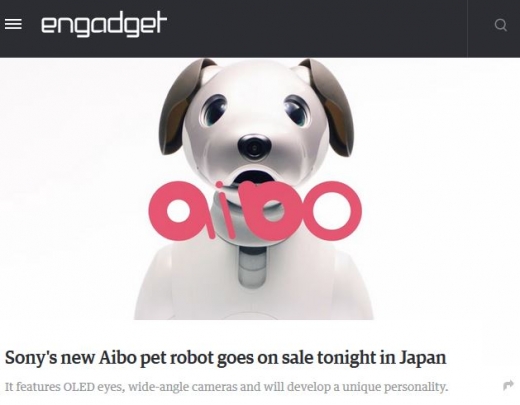 engadget
aibo
Sony's new Aibo pet robot goes on sale tonight in Japan
It features OLED eyes, wide-angle cameras and will develop a unique personality.